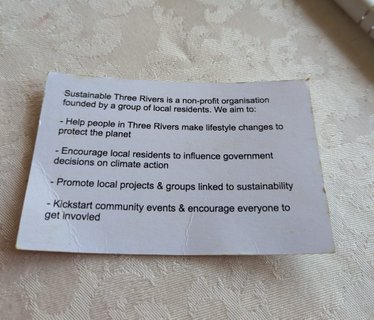 Sustainable Three Rivers is a non-profit organisation
founded by a group of local residents. We aim to:
- Help people in Three Rivers make lifestyle changes to
protect the planet
- Encourage local residents to influence government
decisions on climate action
- Promote local projects & groups linked to sustainability
- Kickstart community events & encourage everyone to
get invovled